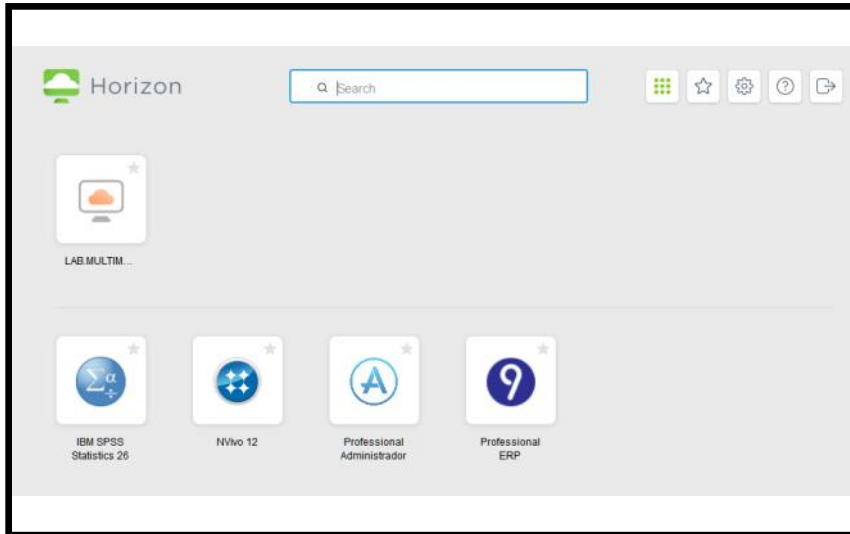 Horizon
Search
LAB.MULTIM...
IBM SPSS
Statistics 26
NVivo 12
Professional
Administrador
Professional
ERP